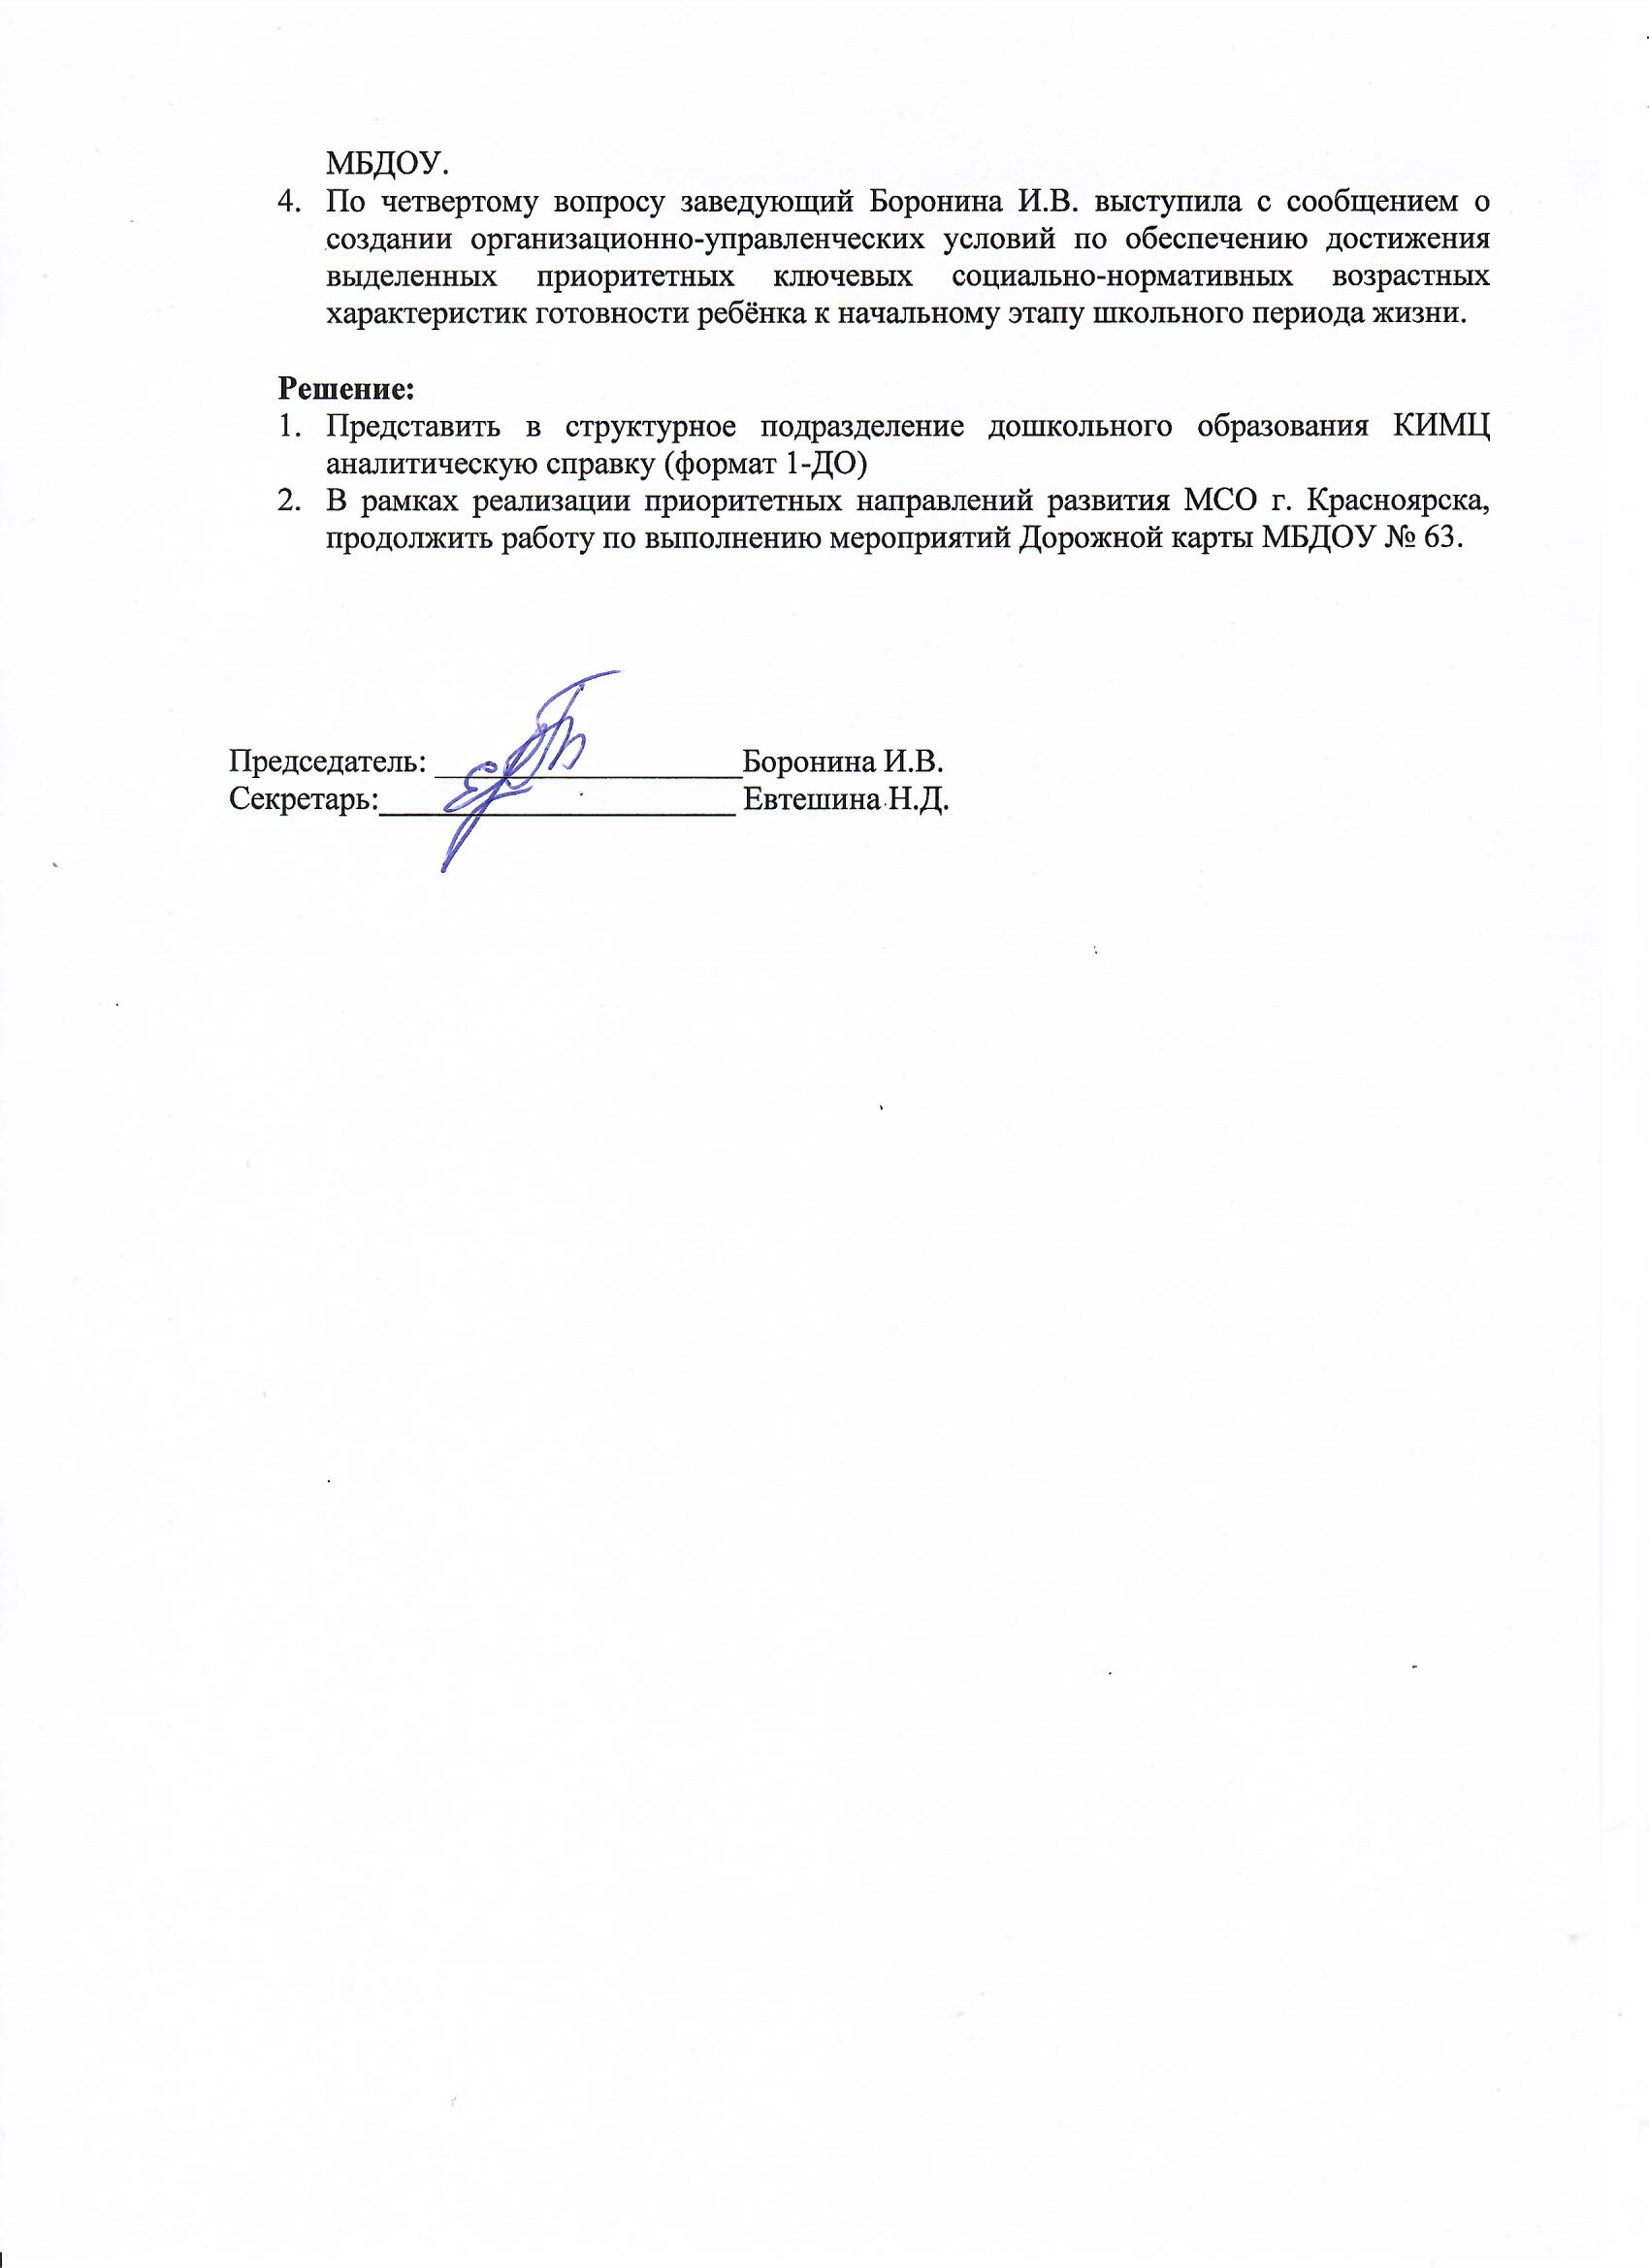 МБДОУ.
4. По четвертому вопросу заведующий Боронина И.В. выступила с сообщением о
создании организационно-управленческих условий по обеспечению достижения
выделенных приоритетных ключевых социально-нормативных возрастных
характеристик готовности ребёнка к начальному этапу школьного периода жизни.
Решение:
1. Представить в структурное подразделение дошкольного образования КИМЦ
аналитическую справку (формат 1-ДО)
2. В рамках реализации приоритетных направлений развития МСО г. Красноярска,
продолжить работу по выполнению мероприятий Дорожной карты МБДОУ № 63.
Председатель: ____________________Боронина И.В.
Секретарь:_______________________ Евтешина Н.Д.